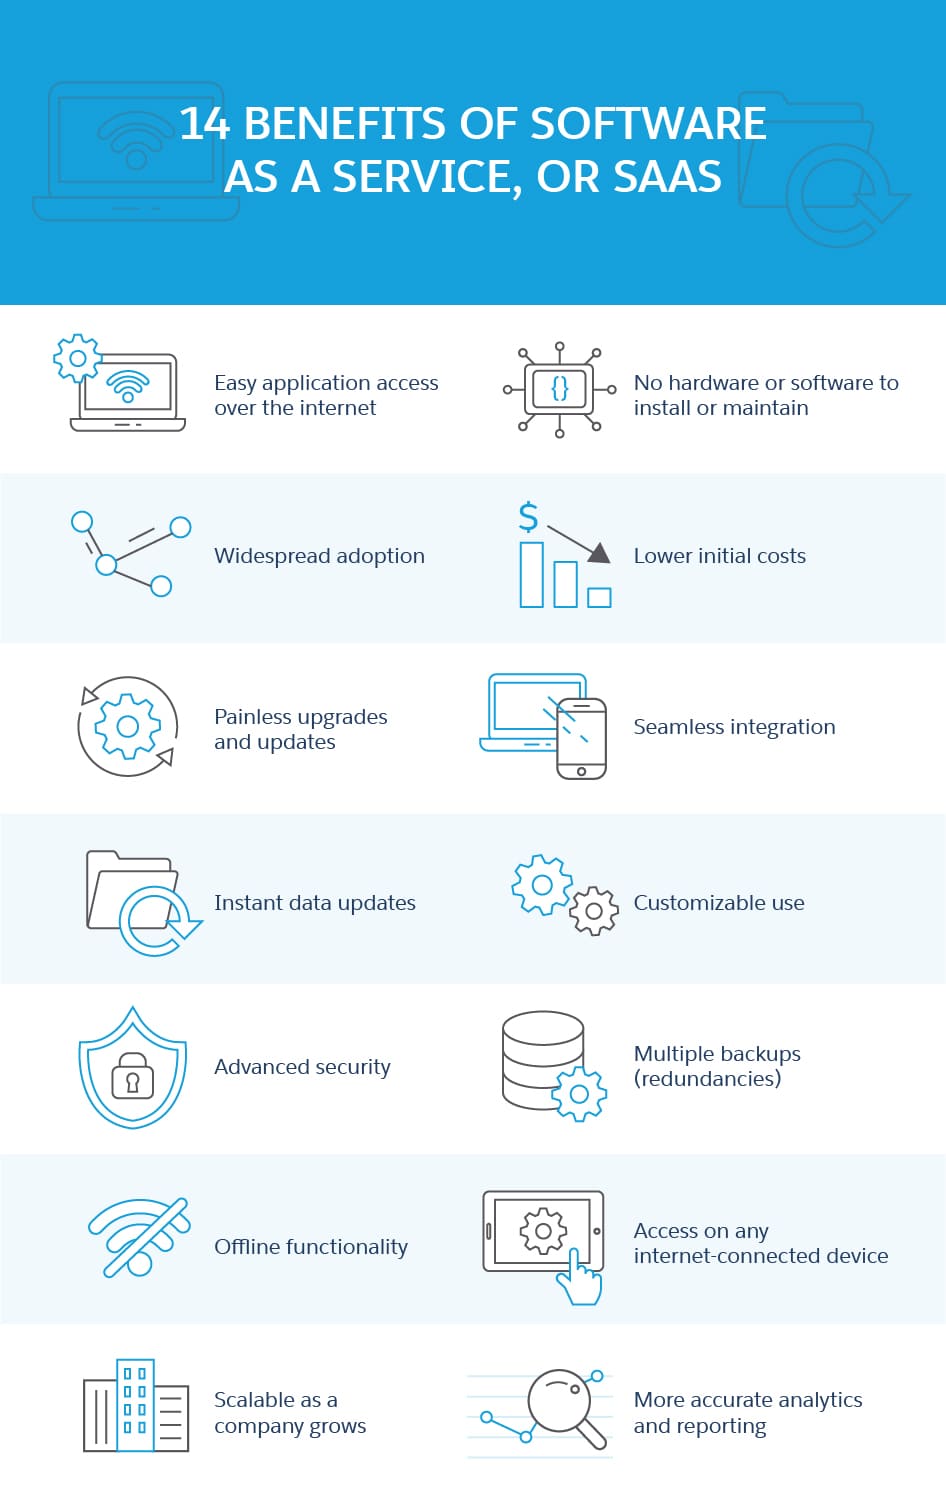 14 BENEFITS OF SOFTWARE
AS A SERVICE, OR SAAS
Easy application access
over the internet
No hardware or software to
install or maintain
{}
Widespread adoption
$
Lower initial costs
Painless upgrades
and updates
Seamless integration
Instant data updates
Customizable use
Advanced security
Multiple backups
(redundancies)
Offline functionality
Access on any
internet-connected device
Scalable as a
company grows
More accurate analytics
and reporting